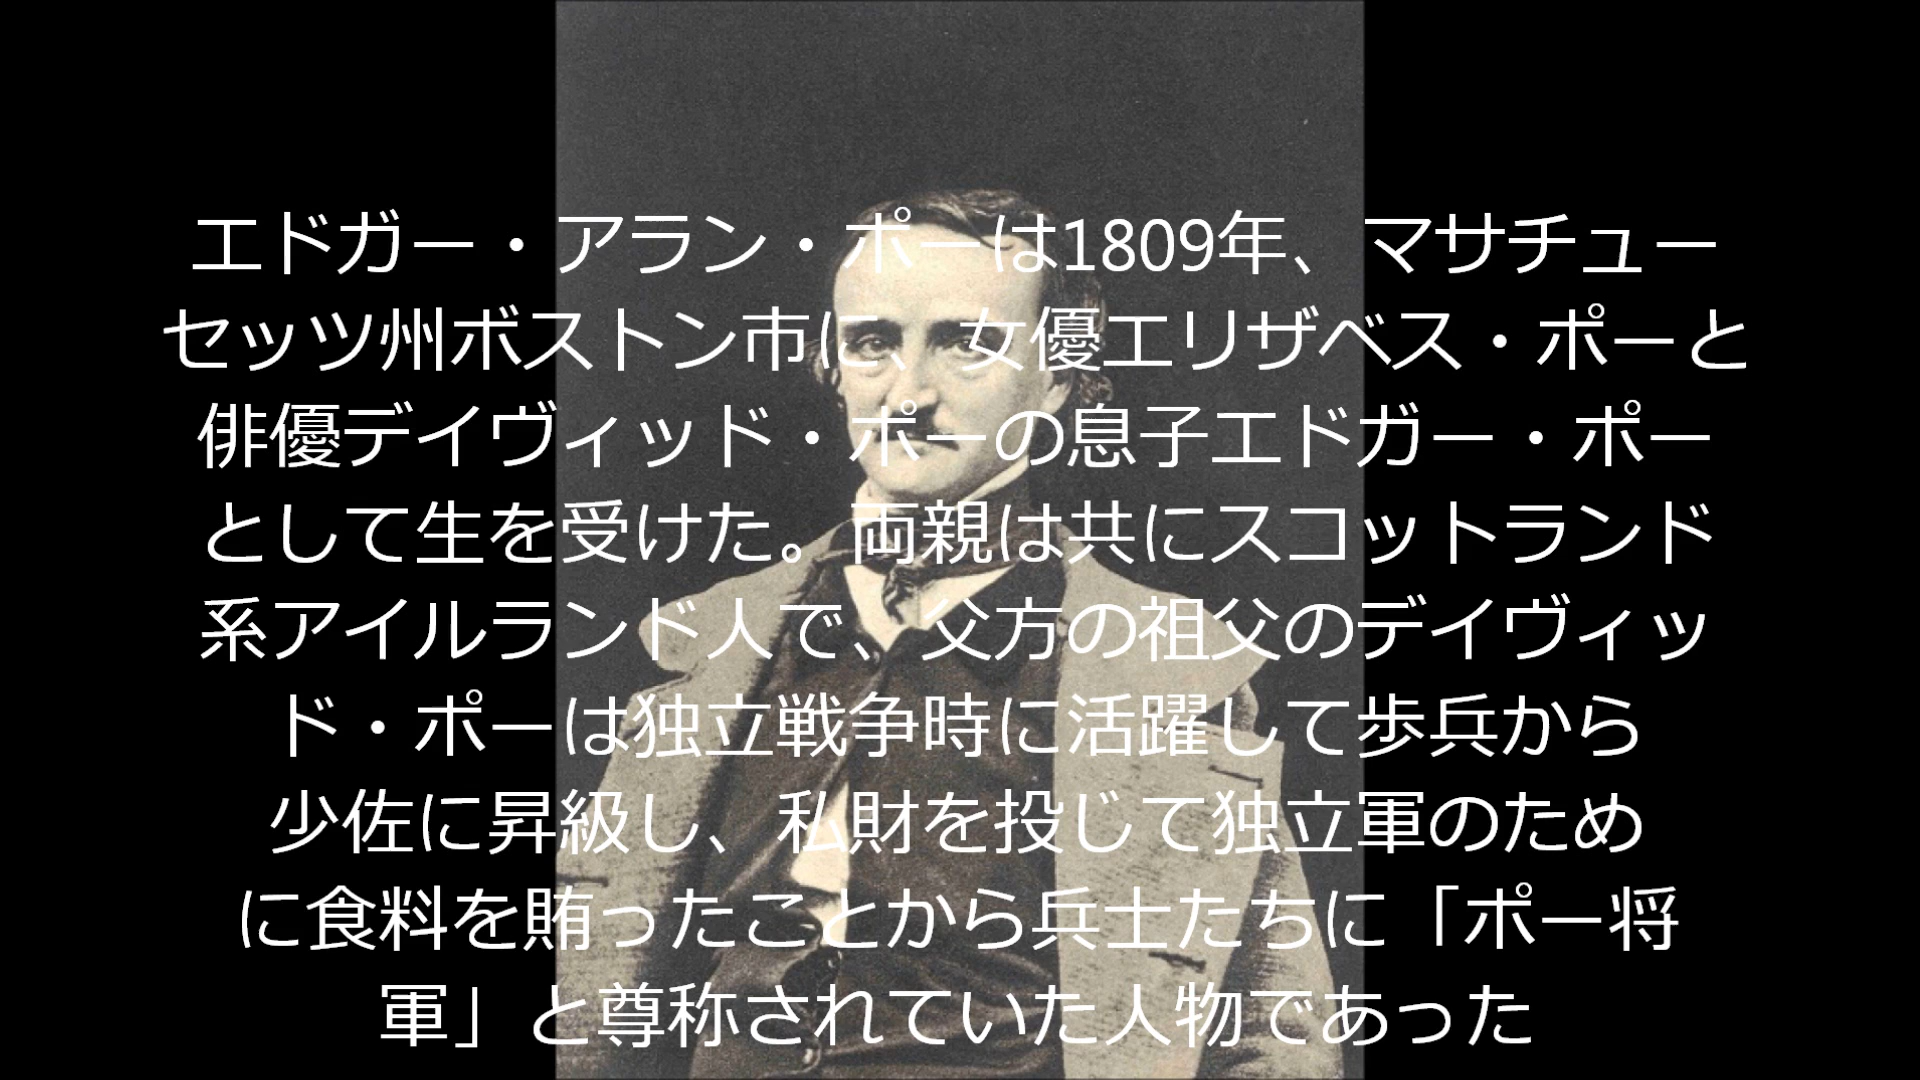 エドガー・アラン・ポーは1809年、マサチュー
セッツ州ボストン市に、女優エリザベス・ポーと
俳優デイヴィッド・ポーの息子エドガー・ポー
として生を受けた。両親は共にスコットランド
系アイルランド人で、父方の祖父のデイヴィッ
ド・ポーは独立戦争時に活躍して歩兵から
少佐に昇級し、私財を投じて独立軍のため
に食料を賄ったことから兵士たちに「ポー将
軍」と尊称されていた人物であった